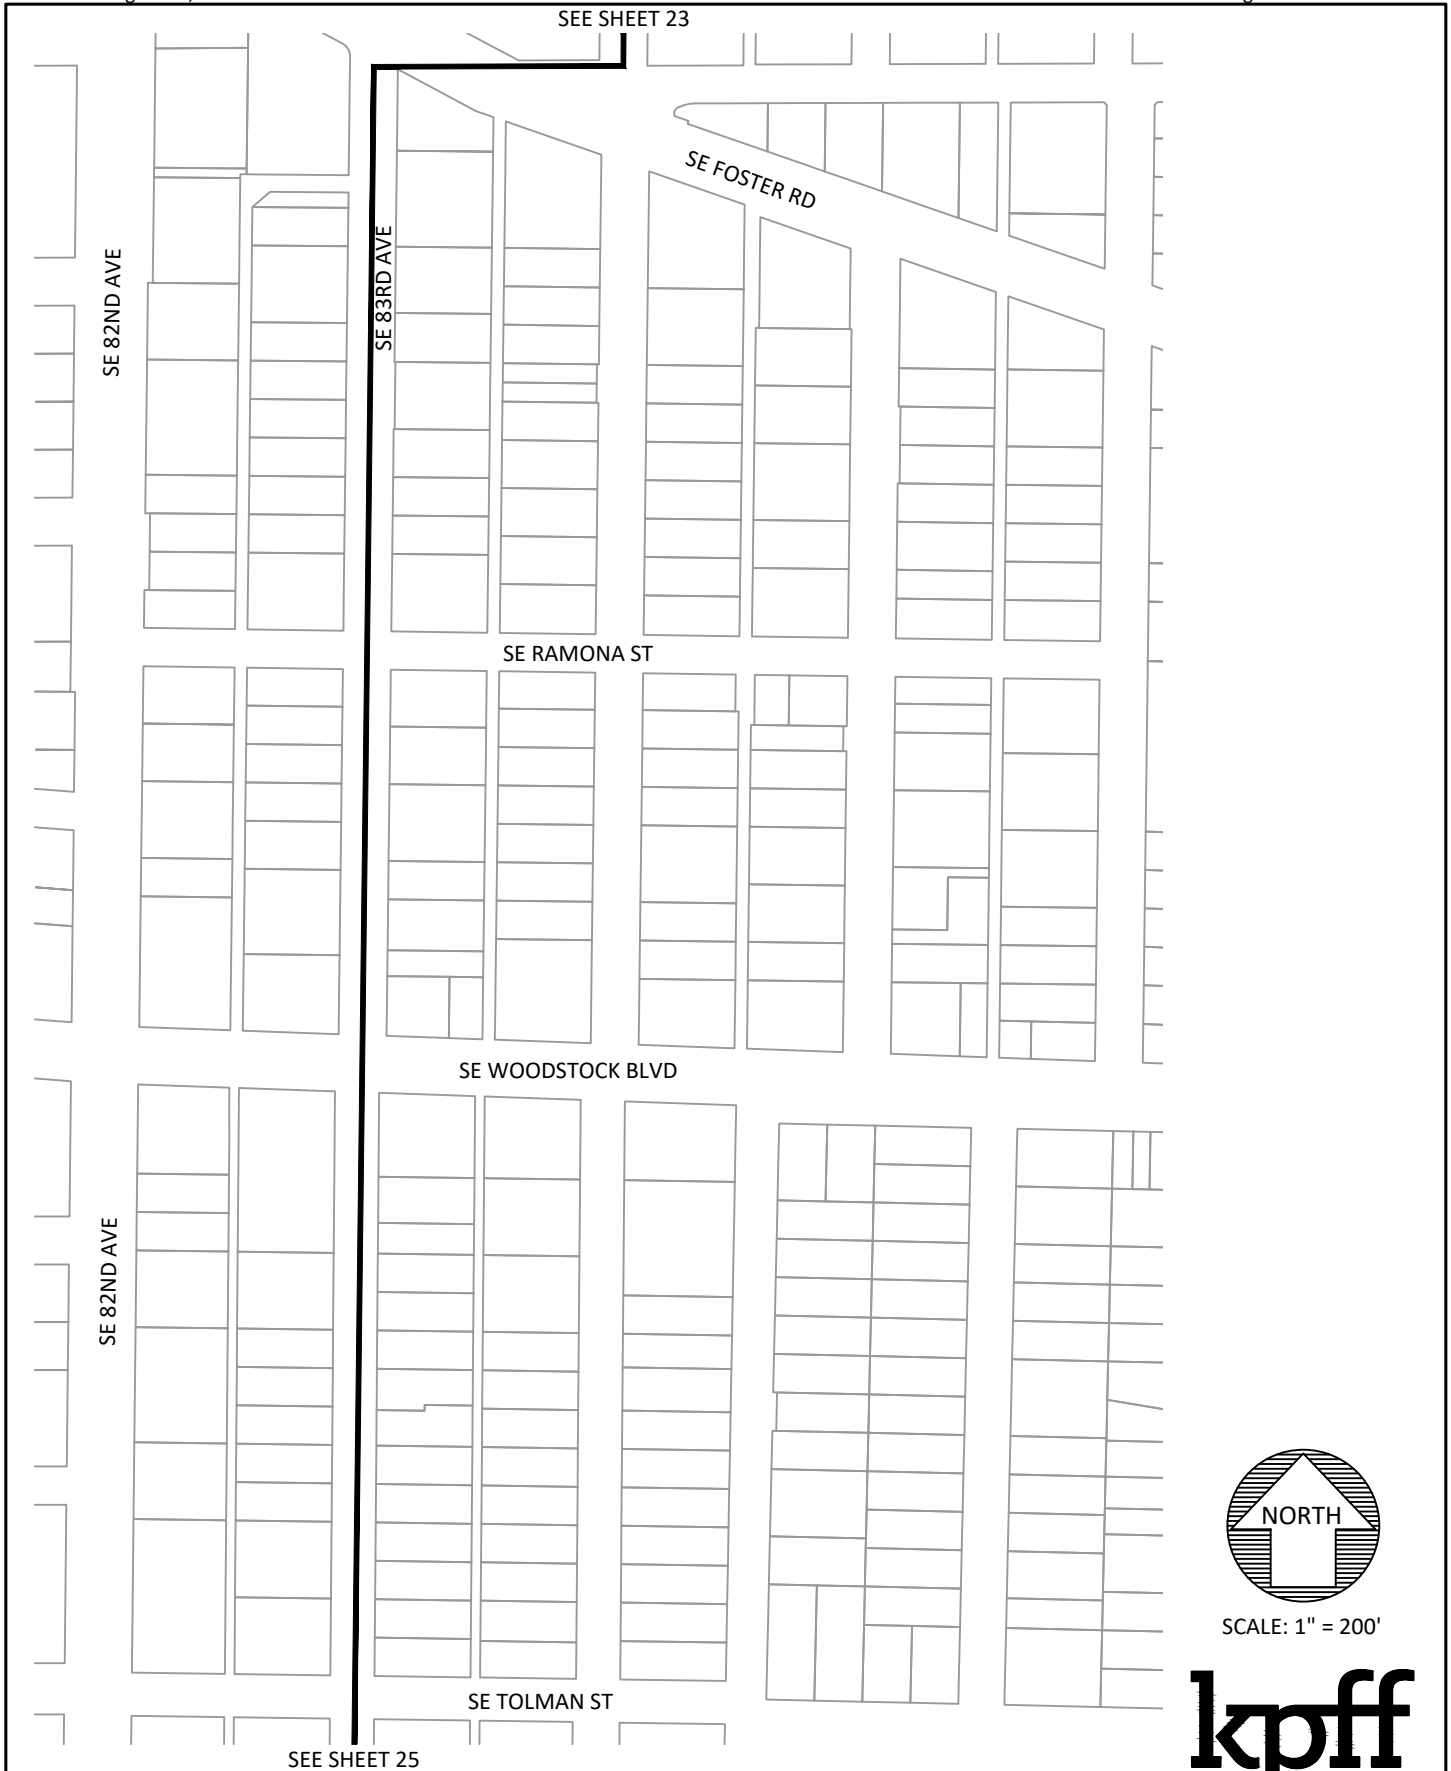 SEE SHEET 23
SE FOSTER RD
SE 82ND AVE
SE 83RD AVE
SE RAMONA ST
SE WOODSTOCK BLVD
SE 82ND AVE
NORTH
SCALE: 1" = 200'
SE TOLMAN ST
kpff
SEE SHEET 25